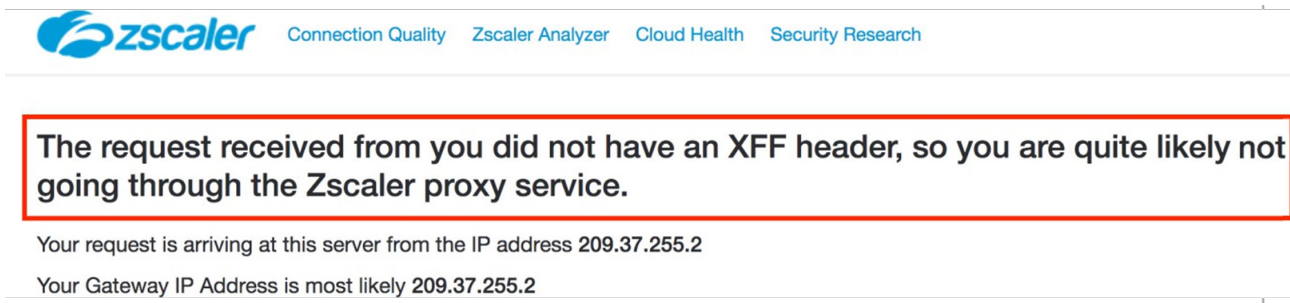 zscaler Connection Quality Zscaler Analyzer Cloud Health Security Research
The request received from you did not have an XFF header, so you are quite likely not
going through the Zscaler proxy service.
Your request is arriving at this server from the IP address 209.37.255.2
Your Gateway IP Address is most likely 209.37.255.2